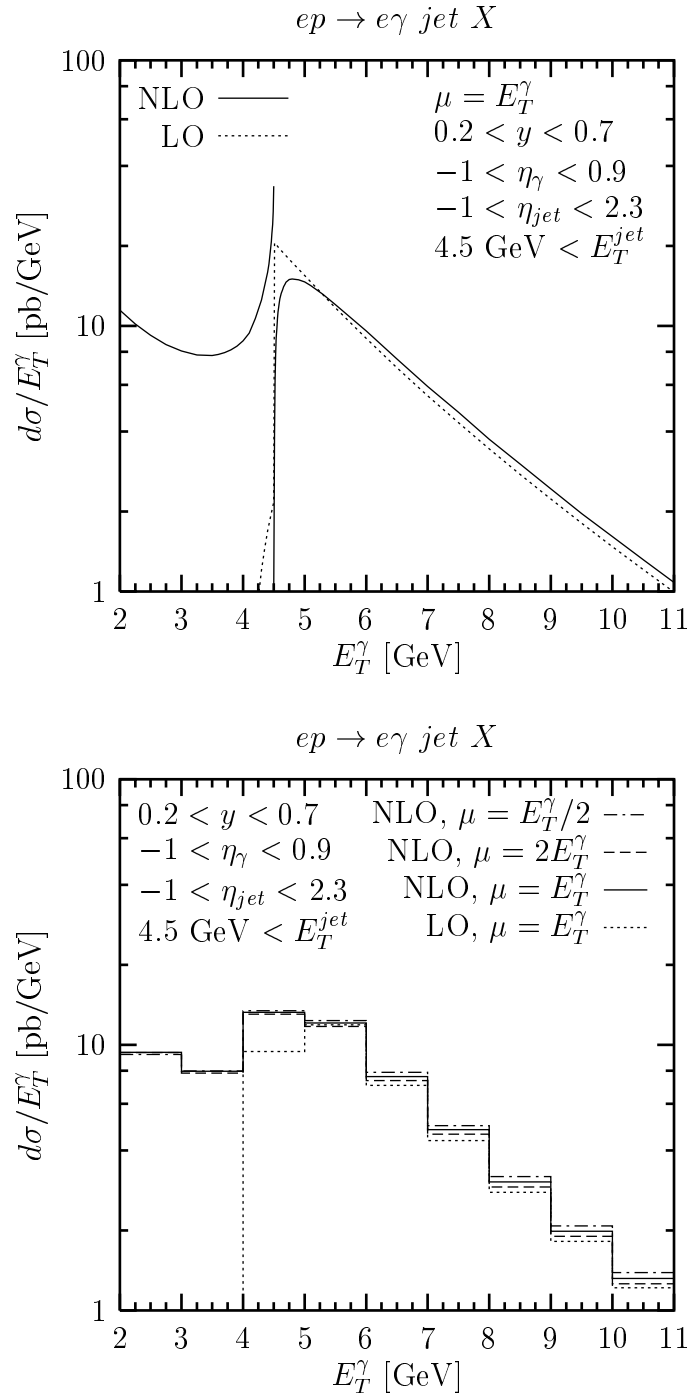 ep → eγ jet X
100
NLO
LO
μ = E_T^γ
0.2 < y < 0.7
−1 < η_γ < 0.9
−1 < η_jet < 2.3
4.5 GeV < E_T^jet
dσ/E_T^γ [pb/GeV]
10
1
2 3 4 5 6 7 8 9 10 11
E_T^γ [GeV]
ep → eγ jet X
100
0.2 < y < 0.7
−1 < η_γ < 0.9
−1 < η_jet < 2.3
4.5 GeV < E_T^jet
NLO, μ = E_T^γ/2
NLO, μ = 2E_T^γ
NLO, μ = E_T^γ
LO, μ = E_T^γ
dσ/E_T^γ [pb/GeV]
10
1
2 3 4 5 6 7 8 9 10 11
E_T^γ [GeV]